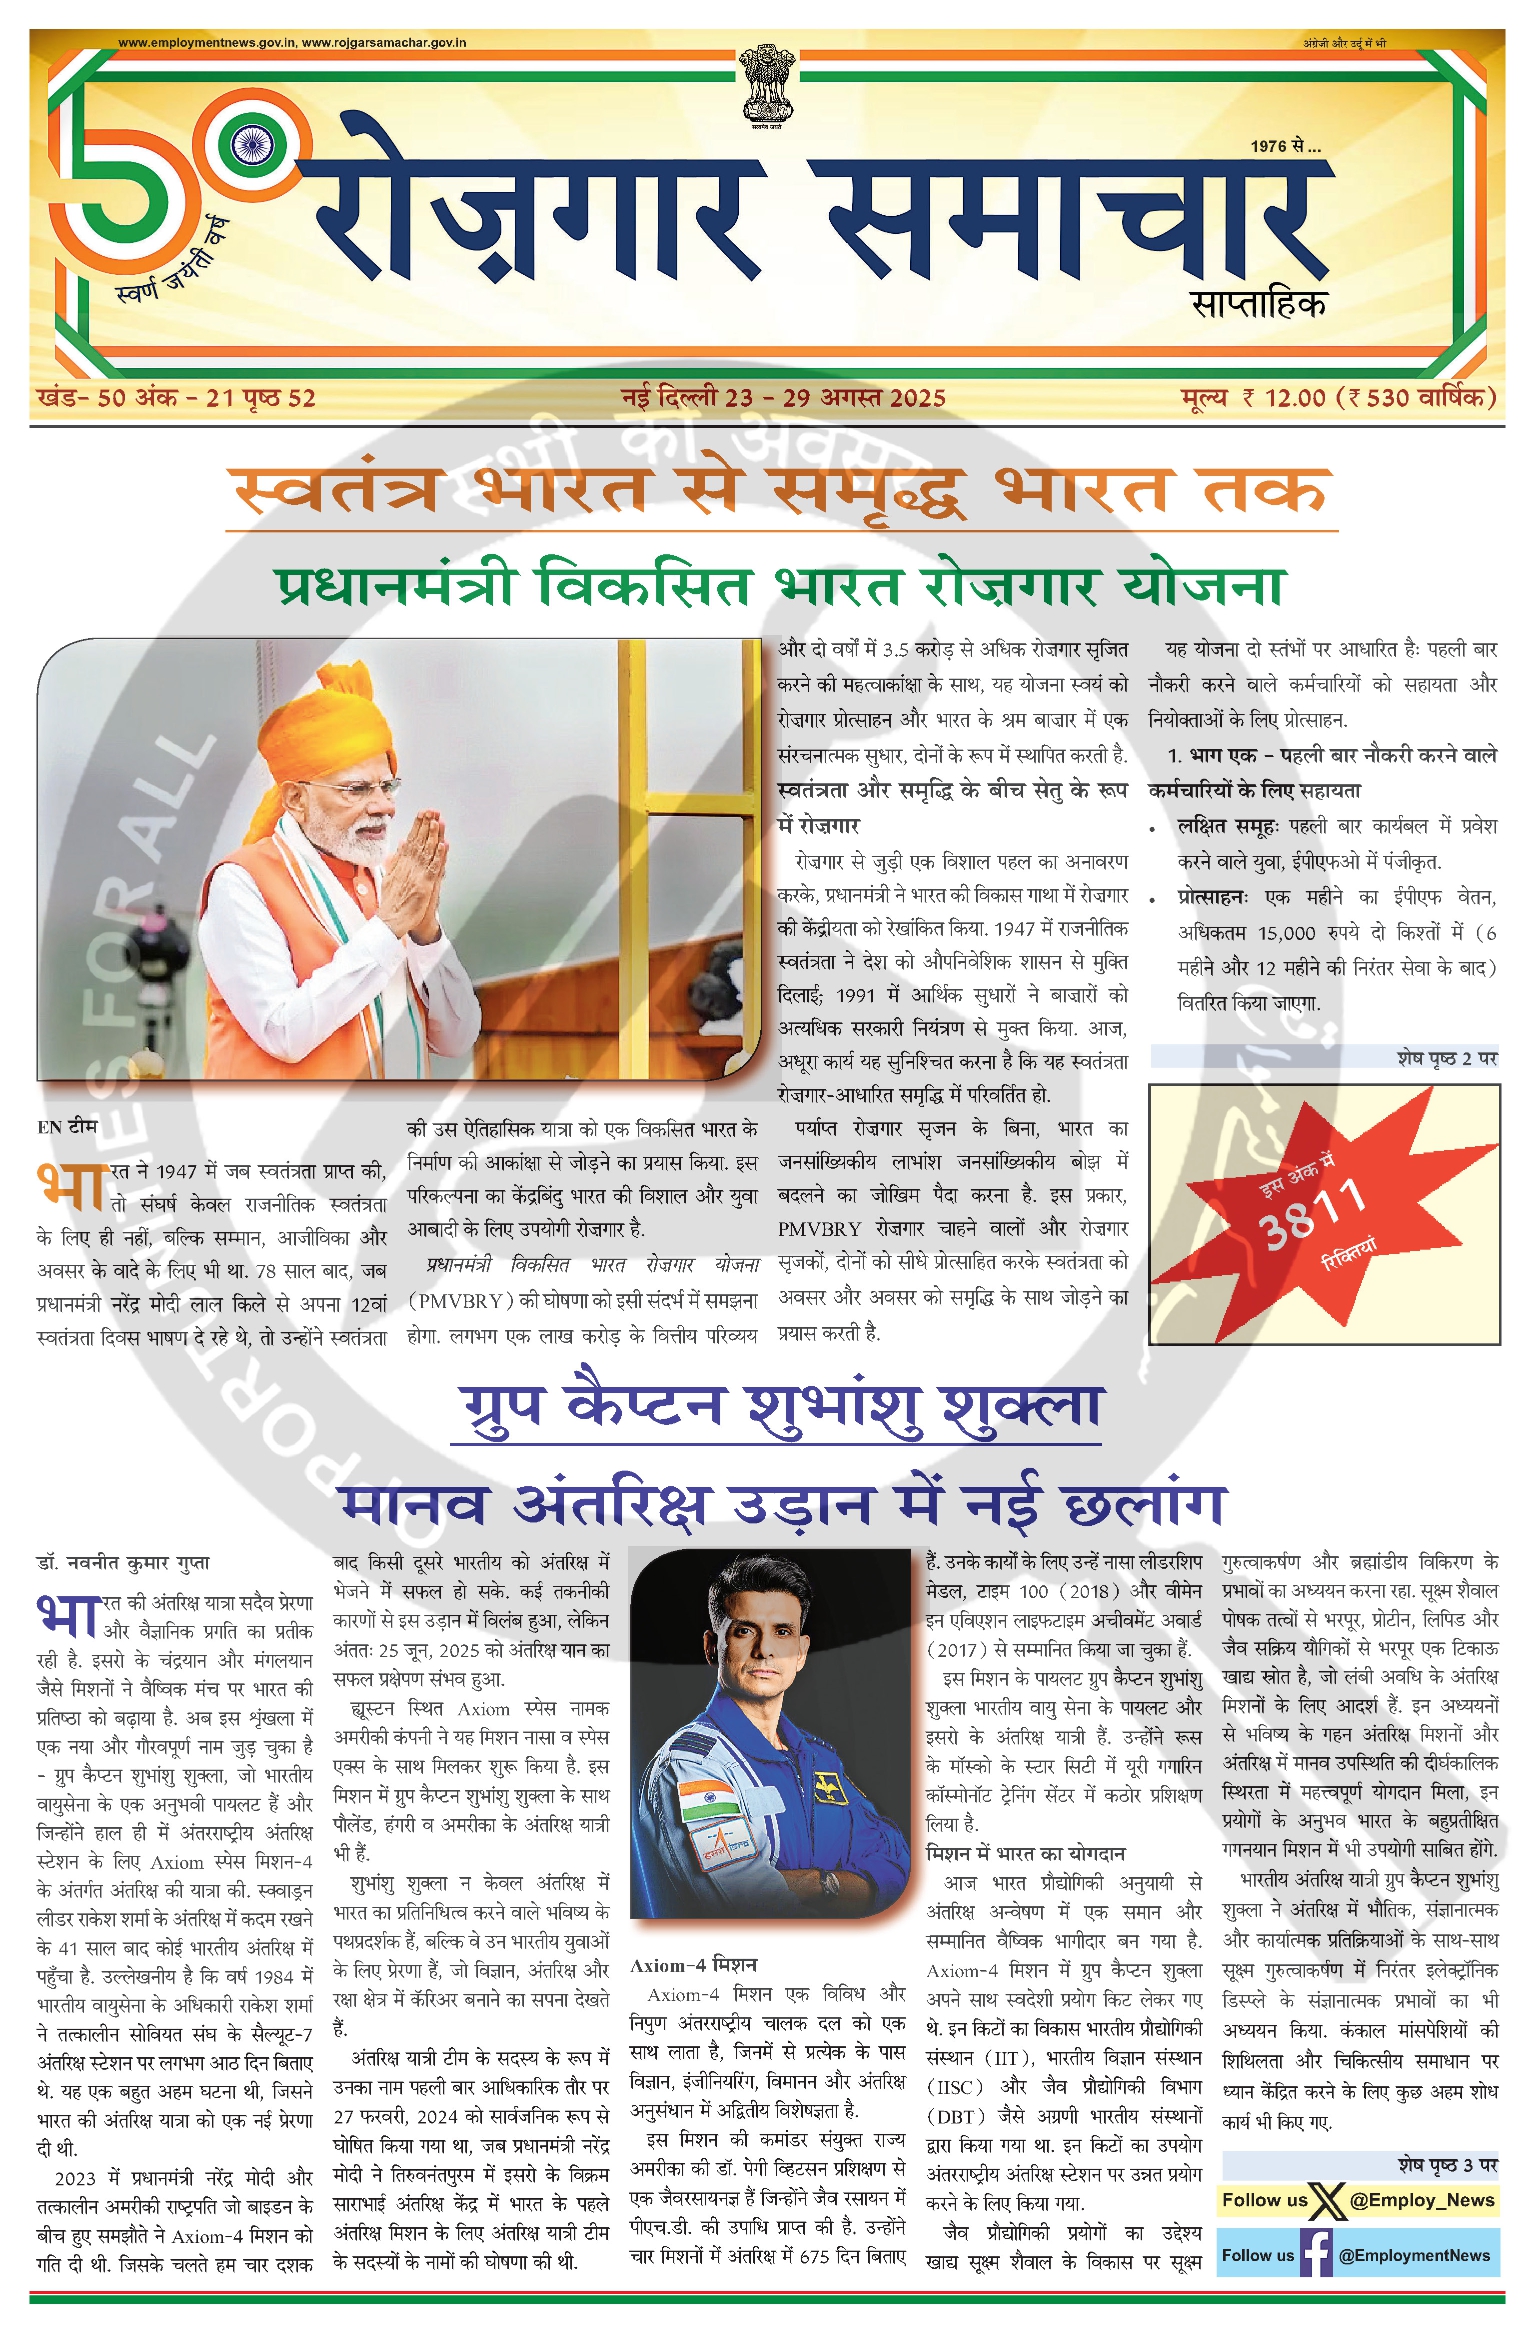 www.employmentnews.gov.in, www.rojgarsamachar.gov.in
अंग्रेजी और उर्दू में भी
सत्यमेव जयते
50
स्वर्ण जयंती वर्ष
1976 से ...
रोज़गार समाचार
साप्ताहिक
खंड- 50 अंक - 21 पृष्ठ 52
नई दिल्ली 23 - 29 अगस्त 2025
मूल्य ₹ 12.00 (₹ 530 वार्षिक)
स्वतंत्र भारत से समृद्ध भारत तक
प्रधानमंत्री विकसित भारत रोज़गार योजना
EN टीम
भारत ने 1947 में जब स्वतंत्रता प्राप्त की,
तो संघर्ष केवल राजनीतिक स्वतंत्रता
के लिए ही नहीं, बल्कि सम्मान, आजीविका और
अवसर के वादे के लिए भी था. 78 साल बाद, जब
प्रधानमंत्री नरेंद्र मोदी लाल किले से अपना 12वां
स्वतंत्रता दिवस भाषण दे रहे थे, तो उन्होंने स्वतंत्रता
की उस ऐतिहासिक यात्रा को एक विकसित भारत के
निर्माण की आकांक्षा से जोड़ने का प्रयास किया. इस
परिकल्पना का केंद्रबिंदु भारत की विशाल और युवा
आबादी के लिए उपयोगी रोजगार है.
प्रधानमंत्री विकसित भारत रोज़गार योजना
(PMVBRY) की घोषणा को इसी संदर्भ में समझना
होगा. लगभग एक लाख करोड़ के वित्तीय परिव्यय
और दो वर्षों में 3.5 करोड़ से अधिक रोज़गार सृजित
करने की महत्वाकांक्षा के साथ, यह योजना स्वयं को
रोज़गार प्रोत्साहन और भारत के श्रम बाजार में एक
संरचनात्मक सुधार, दोनों के रूप में स्थापित करती है.
स्वतंत्रता और समृद्धि के बीच सेतु के रूप
में रोज़गार
रोज़गार से जुड़ी एक विशाल पहल का अनावरण
करके, प्रधानमंत्री ने भारत की विकास गाथा में रोज़गार
की केंद्रीयता को रेखांकित किया. 1947 में राजनीतिक
स्वतंत्रता ने देश को औपनिवेशिक शासन से मुक्ति
दिलाई; 1991 में आर्थिक सुधारों ने बाज़ारों को
अत्यधिक सरकारी नियंत्रण से मुक्त किया. आज,
अधूरा कार्य यह सुनिश्चित करना है कि यह स्वतंत्रता
रोज़गार-आधारित समृद्धि में परिवर्तित हो.
पर्याप्त रोज़गार सृजन के बिना, भारत का
जनसांख्यिकीय लाभांश जनसांख्यिकीय बोझ में
बदलने का जोखिम पैदा करना है. इस प्रकार,
PMVBRY रोज़गार चाहने वालों और रोज़गार
सृजकों, दोनों को सीधे प्रोत्साहित करके स्वतंत्रता को
अवसर और अवसर को समृद्धि के साथ जोड़ने का
प्रयास करती है.
यह योजना दो स्तंभों पर आधारित है: पहली बार
नौकरी करने वाले कर्मचारियों को सहायता और
नियोक्ताओं के लिए प्रोत्साहन.
1. भाग एक - पहली बार नौकरी करने वाले
कर्मचारियों के लिए सहायता
• लक्षित समूह: पहली बार कार्यबल में प्रवेश
करने वाले युवा, ईपीएफओ में पंजीकृत.
• प्रोत्साहन: एक महीने का ईपीएफ वेतन,
अधिकतम 15,000 रुपये दो किश्तों में (6
महीने और 12 महीने की निरंतर सेवा के बाद)
वितरित किया जाएगा.
शेष पृष्ठ 2 पर
इस अंक में
3811
रिक्तियां
ग्रुप कैप्टन शुभांशु शुक्ला
मानव अंतरिक्ष उड़ान में नई छलांग
डॉ. नवनीत कुमार गुप्ता
भारत की अंतरिक्ष यात्रा सदैव प्रेरणा
और वैज्ञानिक प्रगति का प्रतीक
रही है. इसरो के चंद्रयान और मंगलयान
जैसे मिशनों ने वैष्विक मंच पर भारत की
प्रतिष्ठा को बढ़ाया है. अब इस शृंखला में
एक नया और गौरवपूर्ण नाम जुड़ चुका है
- ग्रुप कैप्टन शुभांशु शुक्ला, जो भारतीय
वायुसेना के एक अनुभवी पायलट हैं और
जिन्होंने हाल ही में अंतरराष्ट्रीय अंतरिक्ष
स्टेशन के लिए Axiom स्पेस मिशन-4
के अंतर्गत अंतरिक्ष की यात्रा की. स्क्वाड्रन
लीडर राकेश शर्मा के अंतरिक्ष में कदम रखने
के 41 साल बाद कोई भारतीय अंतरिक्ष में
पहुँचा है. उल्लेखनीय है कि वर्ष 1984 में
भारतीय वायुसेना के अधिकारी राकेश शर्मा
ने तत्कालीन सोवियत संघ के सैल्यूट-7
अंतरिक्ष स्टेशन पर लगभग आठ दिन बिताए
थे. यह एक बहुत अहम घटना थी, जिसने
भारत की अंतरिक्ष यात्रा को एक नई प्रेरणा
दी थी.
2023 में प्रधानमंत्री नरेंद्र मोदी और
तत्कालीन अमरीकी राष्ट्रपति जो बाइडन के
बीच हुए समझौते ने Axiom-4 मिशन को
गति दी थी. जिसके चलते हम चार दशक
बाद किसी दूसरे भारतीय को अंतरिक्ष में
भेजने में सफल हो सके. कई तकनीकी
कारणों से इस उड़ान में विलंब हुआ, लेकिन
अंततः 25 जून, 2025 को अंतरिक्ष यान का
सफल प्रक्षेपण संभव हुआ.
ह्यूस्टन स्थित Axiom स्पेस नामक
अमरीकी कंपनी ने यह मिशन नासा व स्पेस
एक्स के साथ मिलकर शुरू किया है. इस
मिशन में ग्रुप कैप्टन शुभांशु शुक्ला के साथ
पौलेंड, हंगरी व अमरीका के अंतरिक्ष यात्री
भी हैं.
शुभांशु शुक्ला न केवल अंतरिक्ष में
भारत का प्रतिनिधित्व करने वाले भविष्य के
पथप्रदर्शक हैं, बल्कि वे उन भारतीय युवाओं
के लिए प्रेरणा हैं, जो विज्ञान, अंतरिक्ष और
रक्षा क्षेत्र में कॅरिअर बनाने का सपना देखते
हैं.
अंतरिक्ष यात्री टीम के सदस्य के रूप में
उनका नाम पहली बार आधिकारिक तौर पर
27 फरवरी, 2024 को सार्वजनिक रूप से
घोषित किया गया था, जब प्रधानमंत्री नरेंद्र
मोदी ने तिरुवनंतपुरम में इसरो के विक्रम
साराभाई अंतरिक्ष केंद्र में भारत के पहले
अंतरिक्ष मिशन के लिए अंतरिक्ष यात्री टीम
के सदस्यों के नामों की घोषणा की थी.
Axiom-4 मिशन
Axiom-4 मिशन एक विविध और
निपुण अंतरराष्ट्रीय चालक दल को एक
साथ लाता है, जिनमें से प्रत्येक के पास
विज्ञान, इंजीनियरिंग, विमानन और अंतरिक्ष
अनुसंधान में अद्वितीय विशेषज्ञता है.
इस मिशन की कमांडर संयुक्त राज्य
अमरीका की डॉ. पेगी व्हिटसन प्रशिक्षण से
एक जैवरसायनज्ञ हैं जिन्होंने जैव रसायन में
पीएच.डी. की उपाधि प्राप्त की है. उन्होंने
चार मिशनों में अंतरिक्ष में 675 दिन बिताए
हैं. उनके कार्यों के लिए उन्हें नासा लीडरशिप
मेडल, टाइम 100 (2018) और वीमेन
इन एविएशन लाइफटाइम अचीवमेंट अवार्ड
(2017) से सम्मानित किया जा चुका हैं.
इस मिशन के पायलट ग्रुप कैप्टन शुभांशु
शुक्ला भारतीय वायु सेना के पायलट और
इसरो के अंतरिक्ष यात्री हैं. उन्होंने रूस
के मॉस्को के स्टार सिटी में यूरी गगारिन
कॉस्मोनॉट ट्रेनिंग सेंटर में कठोर प्रशिक्षण
लिया है.
मिशन में भारत का योगदान
आज भारत प्रौद्योगिकी अनुयायी से
अंतरिक्ष अन्वेषण में एक समान और
सम्मानित वैष्विक भागीदार बन गया है.
Axiom-4 मिशन में ग्रुप कैप्टन शुक्ला
अपने साथ स्वदेशी प्रयोग किट लेकर गए
थे. इन किटों का विकास भारतीय प्रौद्योगिकी
संस्थान (IIT), भारतीय विज्ञान संस्थान
(IISC) और जैव प्रौद्योगिकी विभाग
(DBT) जैसे अग्रणी भारतीय संस्थानों
द्वारा किया गया था. इन किटों का उपयोग
अंतरराष्ट्रीय अंतरिक्ष स्टेशन पर उन्नत प्रयोग
करने के लिए किया गया.
जैव प्रौद्योगिकी प्रयोगों का उद्देश्य
खाद्य सूक्ष्म शैवाल के विकास पर सूक्ष्म
गुरुत्वाकर्षण और ब्रह्मांडीय विकिरण के
प्रभावों का अध्ययन करना रहा. सूक्ष्म शैवाल
पोषक तत्वों से भरपूर, प्रोटीन, लिपिड और
जैव सक्रिय यौगिकों से भरपूर एक टिकाऊ
खाद्य स्रोत है, जो लंबी अवधि के अंतरिक्ष
मिशनों के लिए आदर्श हैं. इन अध्ययनों
से भविष्य के गहन अंतरिक्ष मिशनों और
अंतरिक्ष में मानव उपस्थिति की दीर्घकालिक
स्थिरता में महत्त्वपूर्ण योगदान मिला, इन
प्रयोगों के अनुभव भारत के बहुप्रतीक्षित
गगनयान मिशन में भी उपयोगी साबित होंगे.
भारतीय अंतरिक्ष यात्री ग्रुप कैप्टन शुभांशु
शुक्ला ने अंतरिक्ष में भौतिक, संज्ञानात्मक
और कार्यात्मक प्रतिक्रियाओं के साथ-साथ
सूक्ष्म गुरुत्वाकर्षण में निरंतर इलेक्ट्रॉनिक
डिस्प्ले के संज्ञानात्मक प्रभावों का भी
अध्ययन किया. कंकाल मांसपेशियों की
शिथिलता और चिकित्सीय समाधान पर
ध्यान केंद्रित करने के लिए कुछ अहम शोध
कार्य भी किए गए.
शेष पृष्ठ 3 पर
Follow us X @Employ_News
Follow us f @EmploymentNews
सभी को अवसर
OPPORTUNITIES FOR ALL